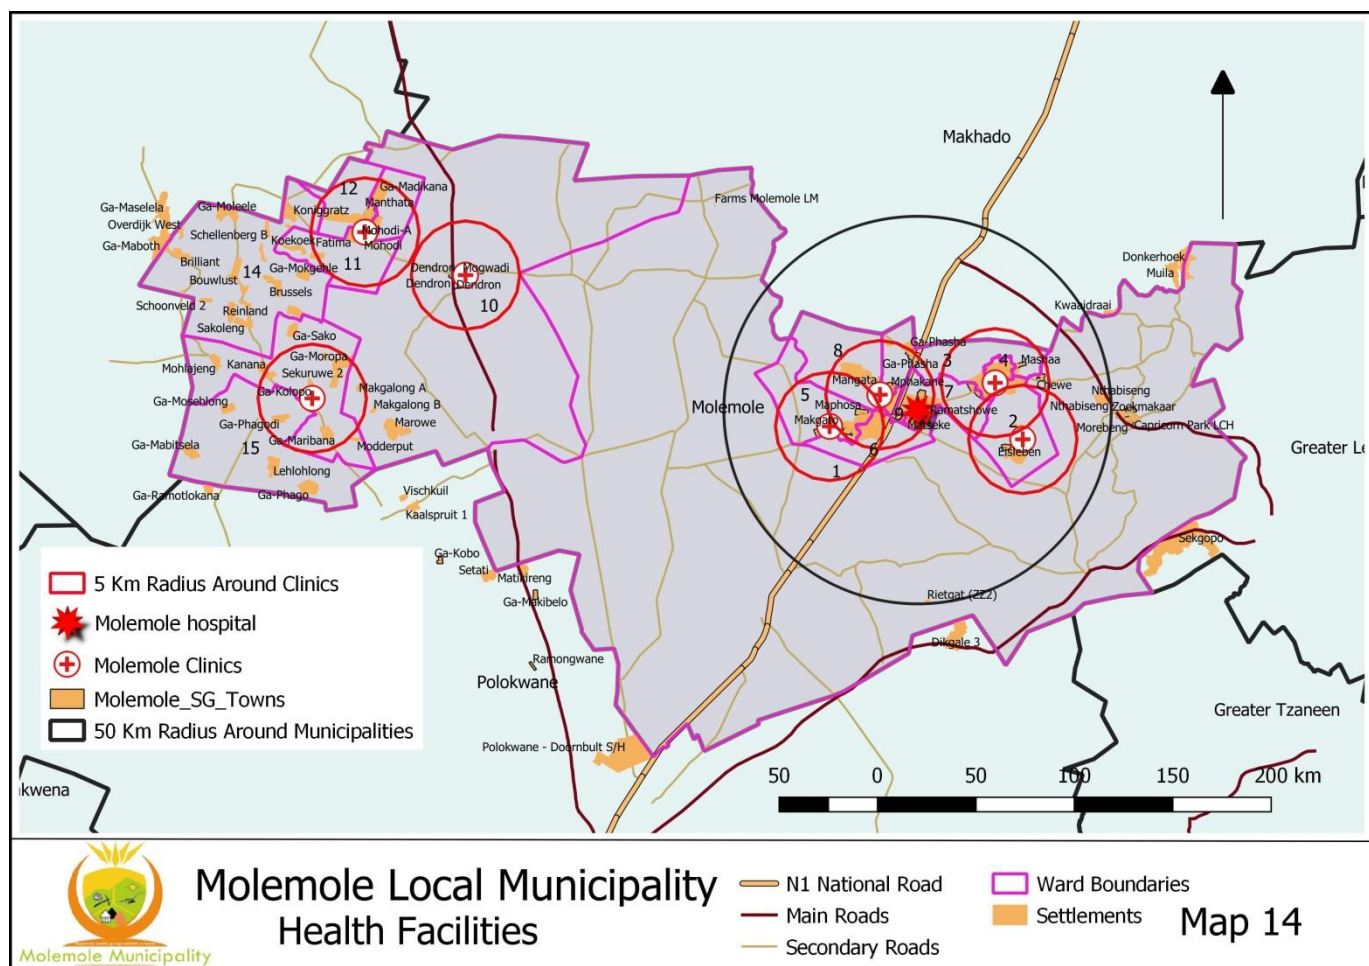 Makhado
12
Ga-Madikana
Ga-Maselela
Ga-Moleele
Koniggratz
Manthata
Farms Molemole LM
Overdijk West
Schellenberg B
Mohodi-A
Ga-Maboth
Koekoek
Fatima
Mohodi
Donkerhoek
Brilliant
14
11
Ga-Mokgehle
Dendron
Mogwadi
Muila
Bouwlust
Brussels
Dendron
Dendron
Schoonveld 2
Reinland
10
Kwaaidraai
Sakoleng
Ga-Sako
Ga-Phasha
Mohlajeng
Kanana
Ga-Moropa
8
Ga-Phasha
3
4
Mashaa
Sekuruwe 2
Mangata
Mphakane
Chewe
Ga-Mosehlong
Ga-Kolopo
Makgalong A
5
7
Nthabiseng
Makgalong B
Molemole
Maphosa
9
Ramatshowe
Nthabiseng
Zoekmakaar
Ga-Phagodi
Marowe
Makgato
Matseke
2
Morebeng
Capricorn Park LCH
Ga-Mabitsela
15
Ga-Maribana
Modderput
6
Eisleben
Greater Le
Lehlohlong
1
Ga-Ramotlokana
Ga-Phago
Vischkuil
Kaalspruit 1
Sekgopo
Ga-Kobo
Setati
Matikireng
Ga-Makibelo
Rietgat (ZZ2)
Dikgale 3
Ramongwane
Polokwane
Greater Tzaneen
Polokwane - Doornbult S/H
kwena
5 Km Radius Around Clinics
Molemole hospital
Molemole Clinics
Molemole_SG_Towns
50 Km Radius Around Municipalities
50 0 50 100 150 200 km
Molemole Local Municipality
Health Facilities
N1 National Road
Main Roads
Secondary Roads
Ward Boundaries
Settlements
Map 14
Molemole Municipality